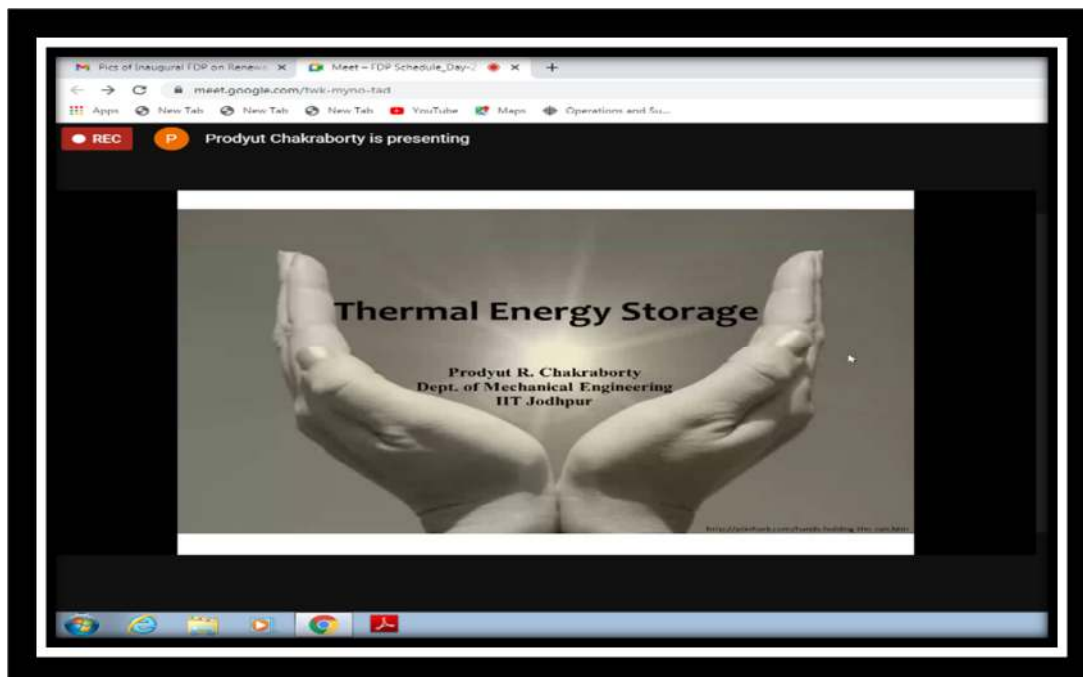 Pics of Inaugural FDP on Renew
Meet – FDP Schedule_Day-2
meet.google.com/twk-myno-tad
Apps New Tab New Tab New Tab YouTube Maps Operations and Su...
REC P Prodyut Chakraborty is presenting
Thermal Energy Storage
Prodyut R. Chakraborty
Dept. of Mechanical Engineering
IIT Jodhpur